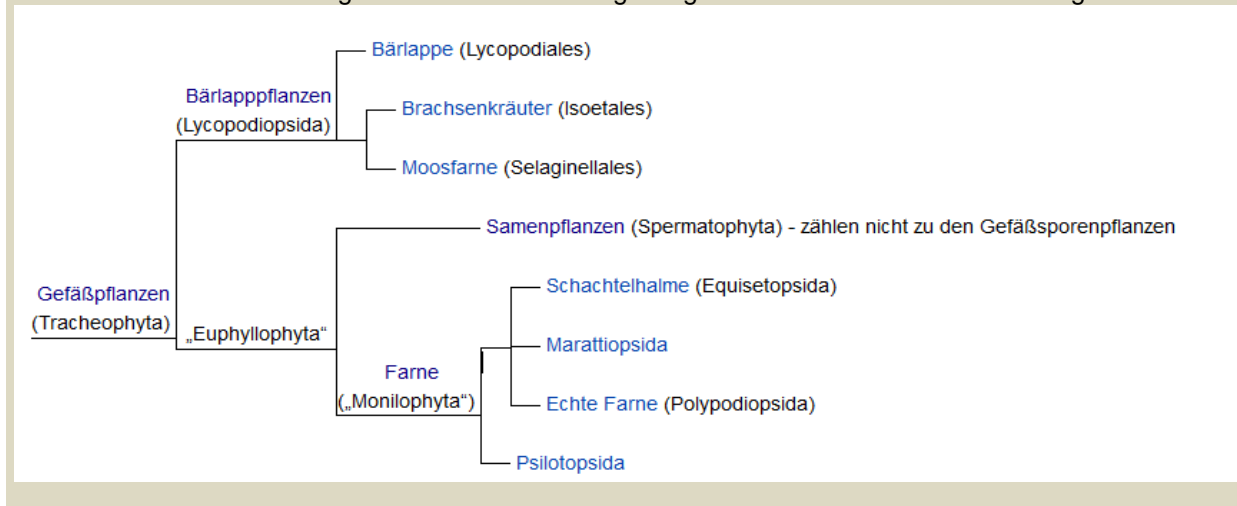 Bärlappe (Lycopodiales)
Bärlapppflanzen
(Lycopodiopsida)
Brachsenkräuter (Isoetales)
Moosfarne (Selaginellales)
Samenpflanzen (Spermatophyta) - zählen nicht zu den Gefäßsporenpflanzen
Gefäßpflanzen
(Tracheophyta)
„Euphyllophyta“
Schachtelhalme (Equisetopsida)
Marattiopsida
Farne
(„Monilophyta“)
Echte Farne (Polypodiopsida)
Psilotopsida